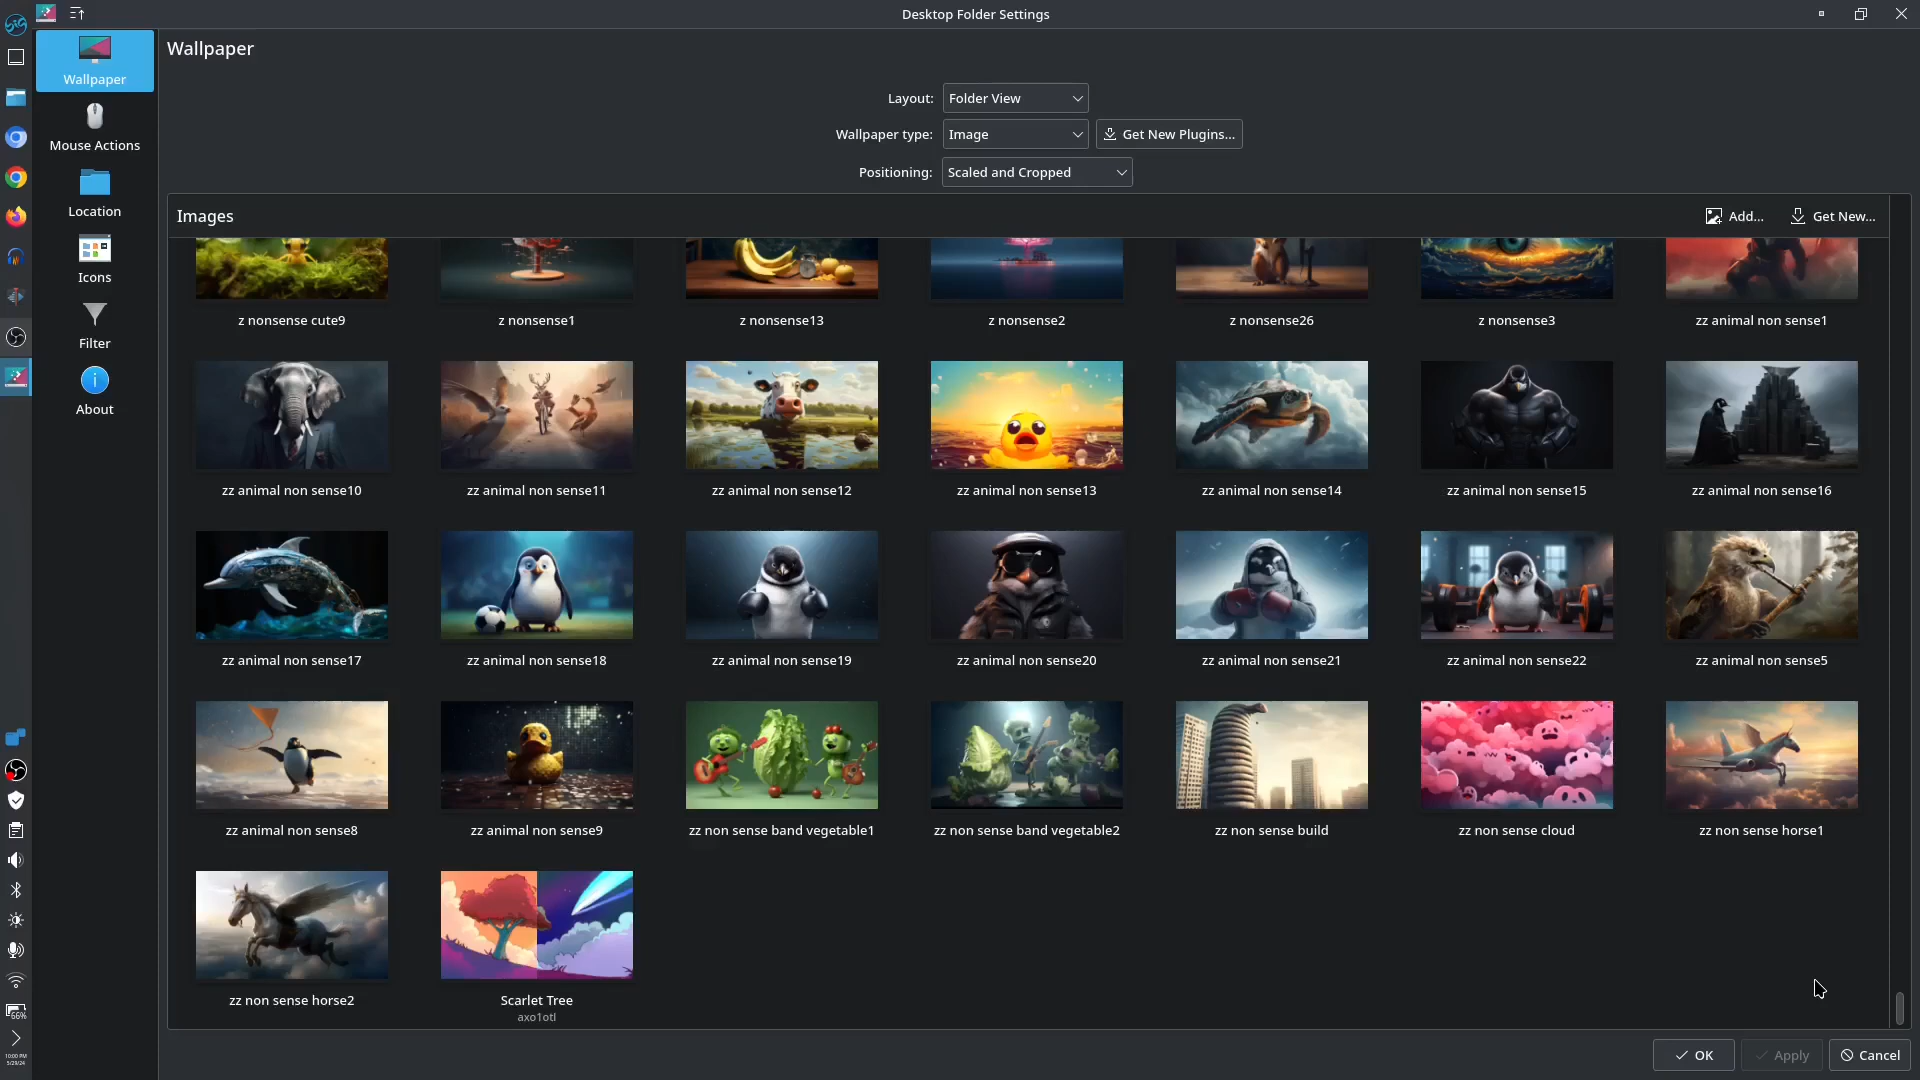 Desktop Folder Settings
Wallpaper
Wallpaper
Mouse Actions
Location
Icons
Filter
About
Layout: Folder View
Wallpaper type: Image Get New Plugins...
Positioning: Scaled and Cropped
Images Add... Get New...
z nonsense cute9 z nonsense1 z nonsense13 z nonsense2 z nonsense26 z nonsense3 zz animal non sense1
zz animal non sense10 zz animal non sense11 zz animal non sense12 zz animal non sense13 zz animal non sense14 zz animal non sense15 zz animal non sense16
zz animal non sense17 zz animal non sense18 zz animal non sense19 zz animal non sense20 zz animal non sense21 zz animal non sense22 zz animal non sense5
zz animal non sense8 zz animal non sense9 zz non sense band vegetable1 zz non sense band vegetable2 zz non sense build zz non sense cloud zz non sense horse1
zz non sense horse2 Scarlet Tree
axo1otl
66%
10:00 PM
5/29/24
OK Apply Cancel